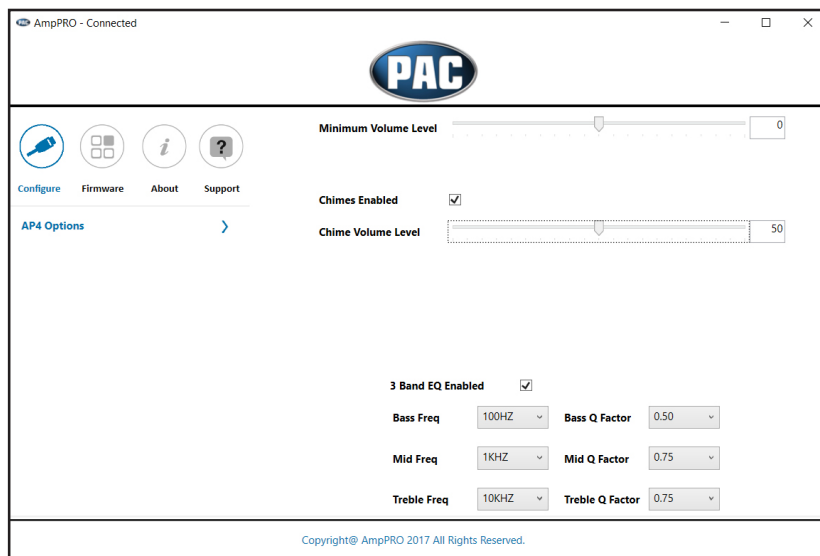 AmpPRO - Connected
PAC
Configure Firmware About Support
AP4 Options
Minimum Volume Level 0
Chimes Enabled
Chime Volume Level 50
3 Band EQ Enabled
Bass Freq 100HZ Bass Q Factor 0.50
Mid Freq 1KHZ Mid Q Factor 0.75
Treble Freq 10KHZ Treble Q Factor 0.75
Copyright@ AmpPRO 2017 All Rights Reserved.